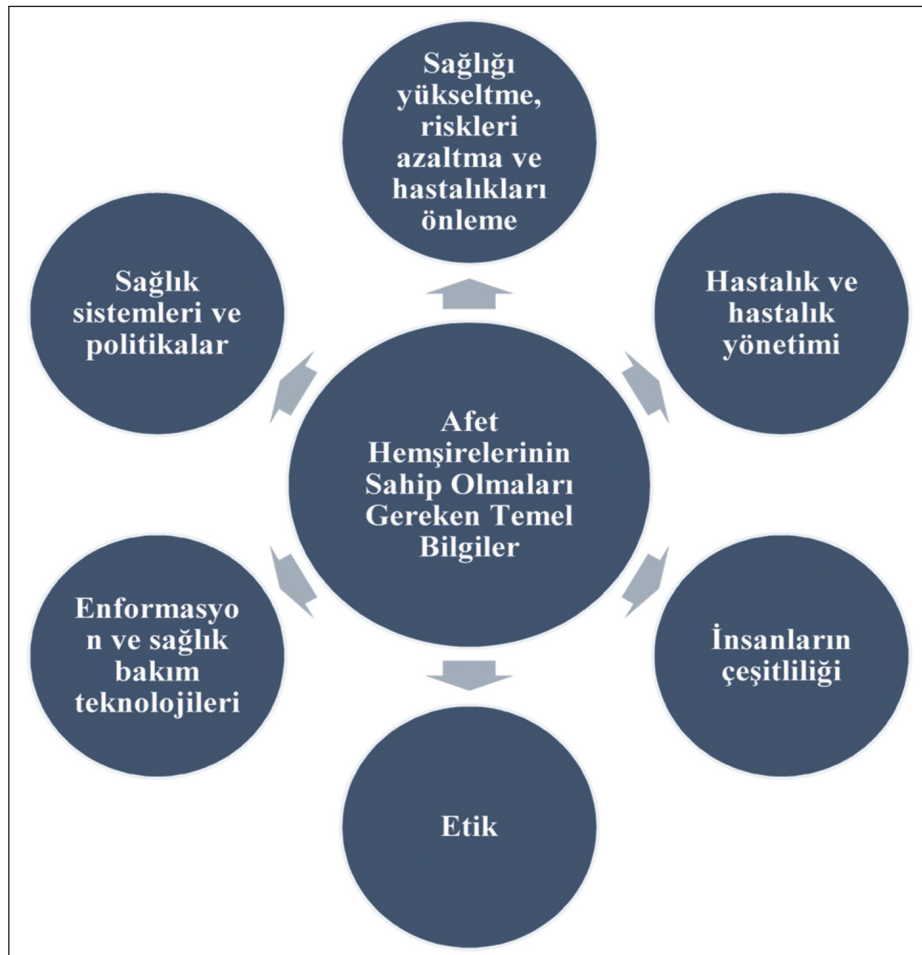 Sağlığı
yükseltme,
riskleri
azaltma ve
hastalıkları
önleme
Sağlık
sistemleri ve
politikalar
Hastalık ve
hastalık
yönetimi
Afet
Hemşirelerinin
Sahip Olmaları
Gereken Temel
Bilgiler
Enformasyo
n ve sağlık
bakım
teknolojileri
İnsanların
çeşitliliği
Etik